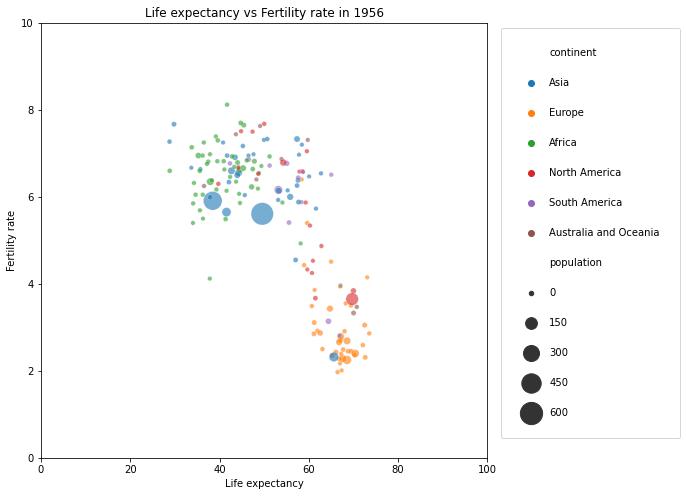 Life expectancy vs Fertility rate in 1956
10
8
6
4
2
0
Fertility rate
0 20 40 60 80 100
Life expectancy
continent
Asia
Europe
Africa
North America
South America
Australia and Oceania
population
0
150
300
450
600